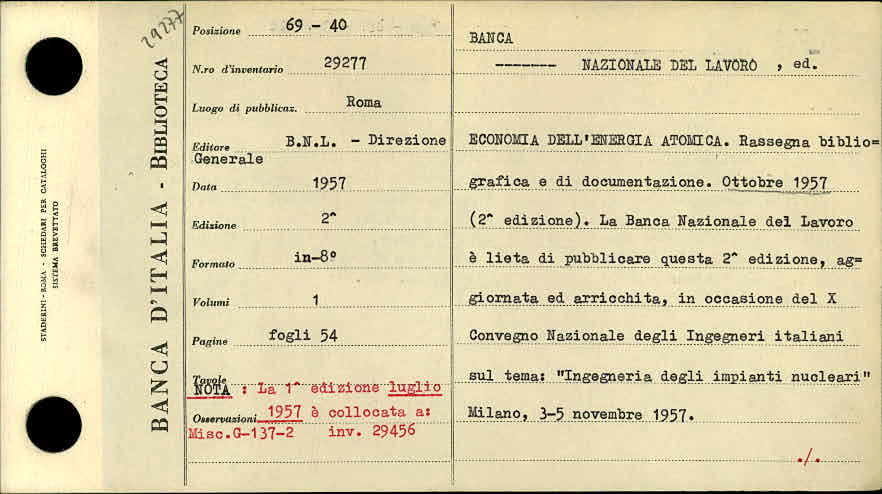 29277
STADERINI - ROMA - SCHEDARI PER CATALOGHI
SISTEMA BREVETTATO
BANCA D'ITALIA - BIBLIOTECA
Posizione 69 - 40
N.ro d'inventario 29277
Luogo di pubblicaz. Roma
Editore B.N.L. - Direzione
Generale
Data 1957
Edizione 2^
Formato in-8º
Volumi 1
Pagine fogli 54
Tavole
NOTA : La 1^ edizione luglio
Osservazioni 1957 è collocata a:
Misc.G-137-2 inv. 29456
BANCA
------- NAZIONALE DEL LAVORO , ed.
ECONOMIA DELL'ENERGIA ATOMICA. Rassegna biblio=
grafica e di documentazione. Ottobre 1957
(2^ edizione). La Banca Nazionale del Lavoro
è lieta di pubblicare questa 2^ edizione, ag=
giornata ed arricchita, in occasione del X
Convegno Nazionale degli Ingegneri italiani
sul tema: "Ingegneria degli impianti nucleari"
Milano, 3-5 novembre 1957.
./.